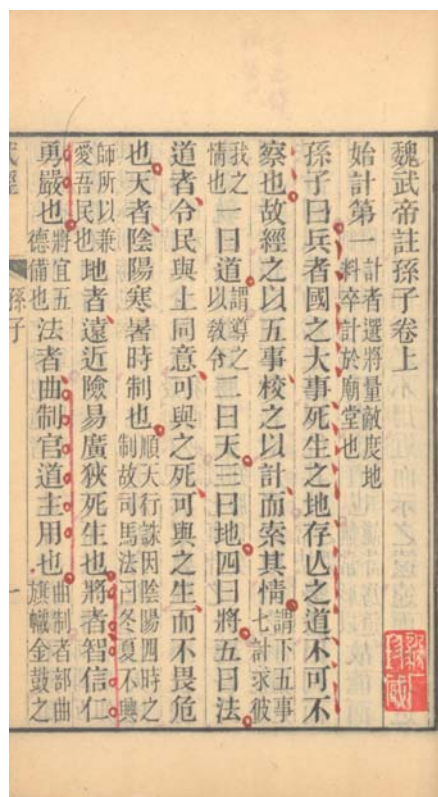 魏武帝註孫子卷上
始計第一計者選將量敵度地料卒計於廟堂也
孫子曰兵者國之大事死生之地存亾之道不可不
察也故經之以五事校之以計而索其情謂下五事七計求彼
我之情也一曰道謂導之以敎令二曰天三曰地四曰將五曰法
道者令民與上同意可與之死可與之生而不畏危
也天者陰陽寒暑時制也順天行誅因陰陽四時之制故司馬法曰冬夏不興
師所以兼愛吾民也地者遠近險易廣狹死生也將者智信仁
勇嚴也將宜五德備也法者曲制官道主用也曲制者部曲旗幟金鼓之
孫子
一